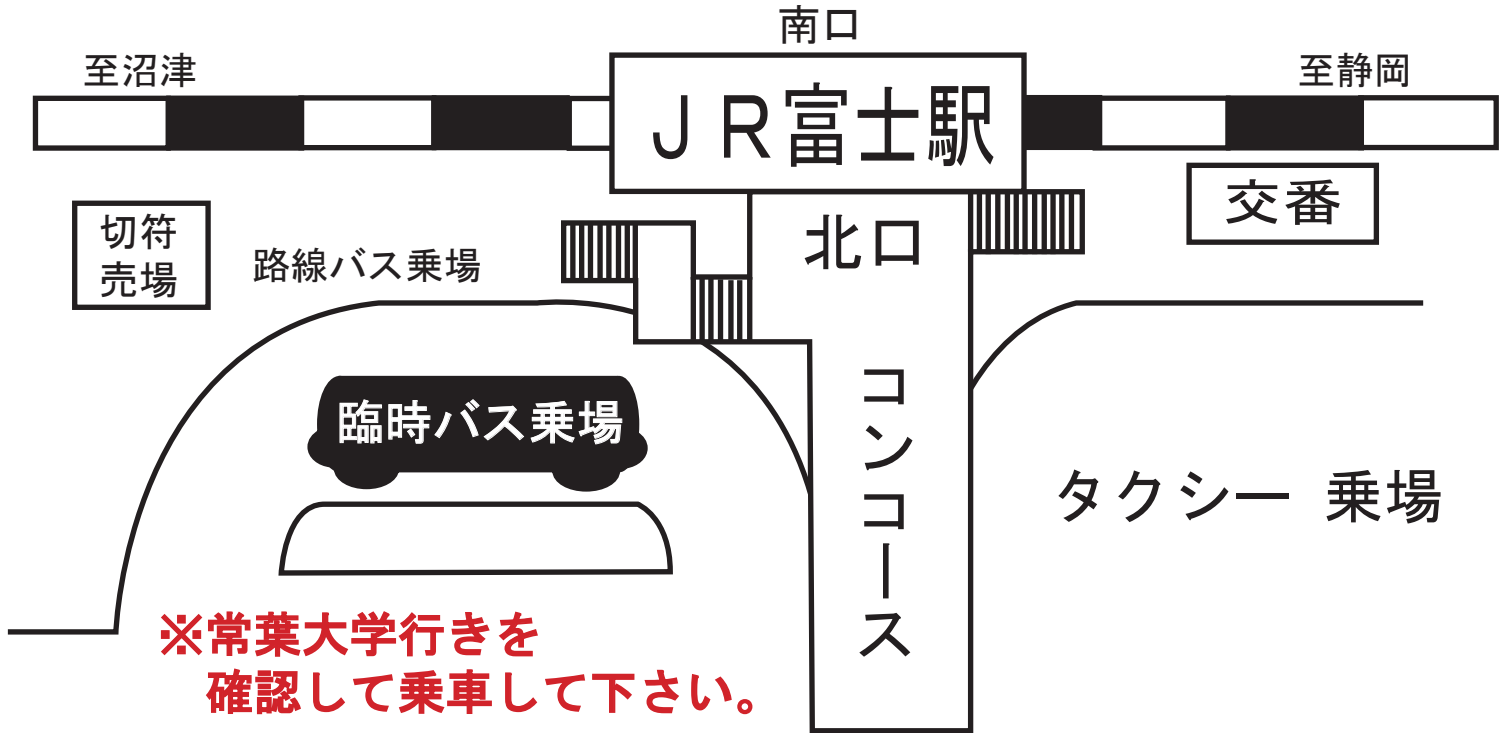 南口
至沼津
至静岡
ＪＲ富士駅
交番
切符
売場
路線バス乗場
北口
臨時バス乗場
コンコース
タクシー 乗場
※常葉大学行きを
確認して乗車して下さい。